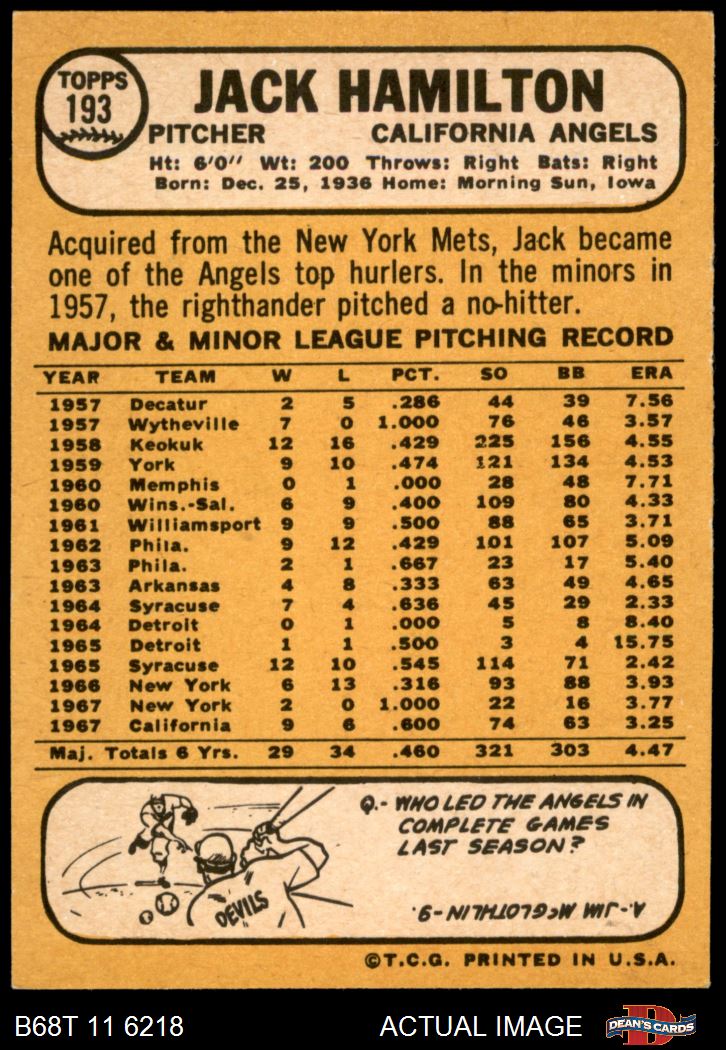 TOPPS
193
JACK HAMILTON
PITCHER CALIFORNIA ANGELS
Ht: 6'0" Wt: 200 Throws: Right Bats: Right
Born: Dec. 25, 1936 Home: Morning Sun, Iowa
Acquired from the New York Mets, Jack became
one of the Angels top hurlers. In the minors in
1957, the righthander pitched a no-hitter.
MAJOR & MINOR LEAGUE PITCHING RECORD
YEAR TEAM W L PCT. SO BB ERA
1957 Decatur 2 5 .286 44 39 7.56
1957 Wytheville 7 0 1.000 76 46 3.57
1958 Keokuk 12 16 .429 225 156 4.55
1959 York 9 10 .474 121 134 4.53
1960 Memphis 0 1 .000 28 48 7.71
1960 Wins.-Sal. 6 9 .400 109 80 4.33
1961 Williamsport 9 9 .500 88 65 3.71
1962 Phila. 9 12 .429 101 107 5.09
1963 Phila. 2 1 .667 23 17 5.40
1963 Arkansas 4 8 .333 63 49 4.65
1964 Syracuse 7 4 .636 45 29 2.33
1964 Detroit 0 1 .000 5 8 8.40
1965 Detroit 1 1 .500 3 4 15.75
1965 Syracuse 12 10 .545 114 71 2.42
1966 New York 6 13 .316 93 88 3.93
1967 New York 2 0 1.000 22 16 3.77
1967 California 9 6 .600 74 63 3.25
Maj. Totals 6 Yrs. 29 34 .460 321 303 4.47
Q.- WHO LED THE ANGELS IN
COMPLETE GAMES
LAST SEASON?
DEVILS
A.- JIM McGLOTHLIN - 9.
©T.C.G. PRINTED IN U.S.A.
B68T 11 6218 ACTUAL IMAGE
D
DEAN'S CARDS